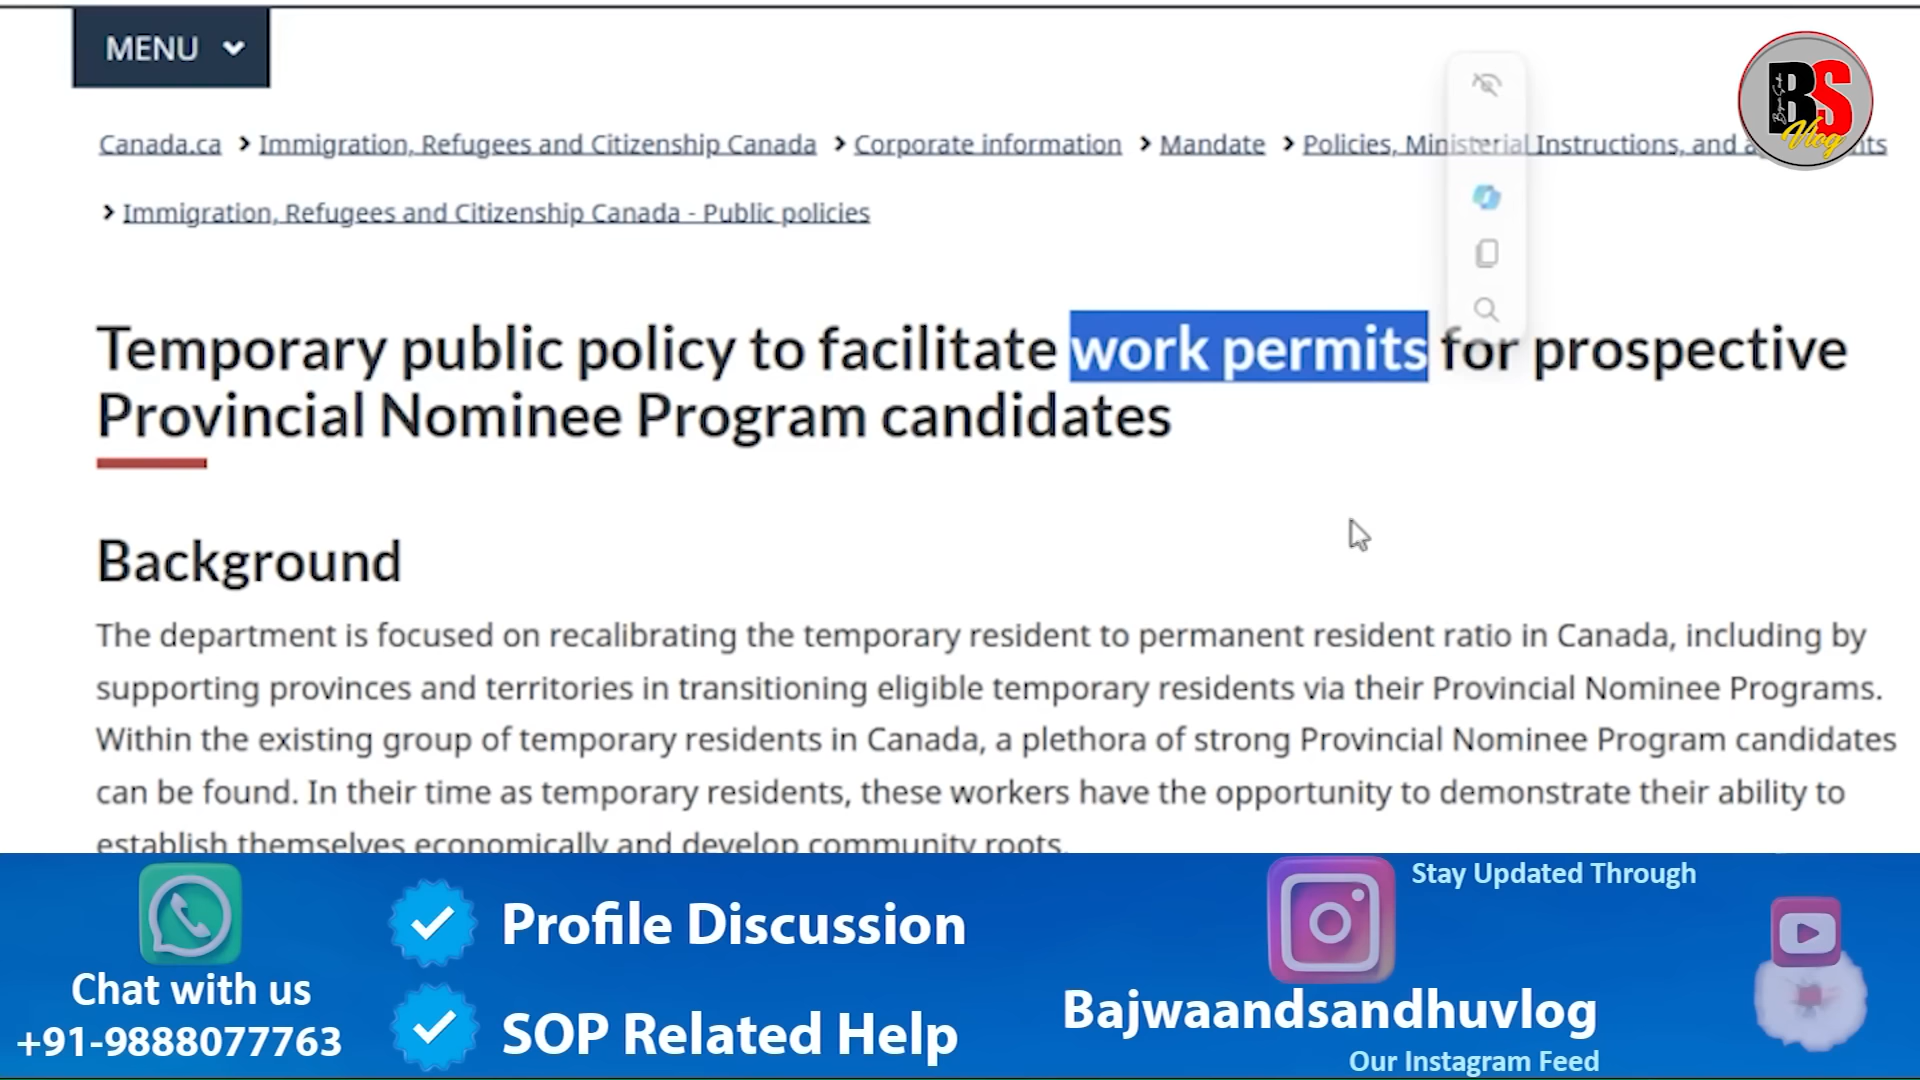 MENU
Canada.ca > Immigration, Refugees and Citizenship Canada > Corporate information > Mandate > Policies, Ministerial Instructions, and
> Immigration, Refugees and Citizenship Canada - Public policies
BS
Vlog
Temporary public policy to facilitate work permits for prospective
Provincial Nominee Program candidates
Background
The department is focused on recalibrating the temporary resident to permanent resident ratio in Canada, including by
supporting provinces and territories in transitioning eligible temporary residents via their Provincial Nominee Programs.
Within the existing group of temporary residents in Canada, a plethora of strong Provincial Nominee Program candidates
can be found. In their time as temporary residents, these workers have the opportunity to demonstrate their ability to
establish themselves economically and develop community roots.
Chat with us
+91-9888077763
Profile Discussion
SOP Related Help
Stay Updated Through
Bajwaandsandhuvlog
Our Instagram Feed